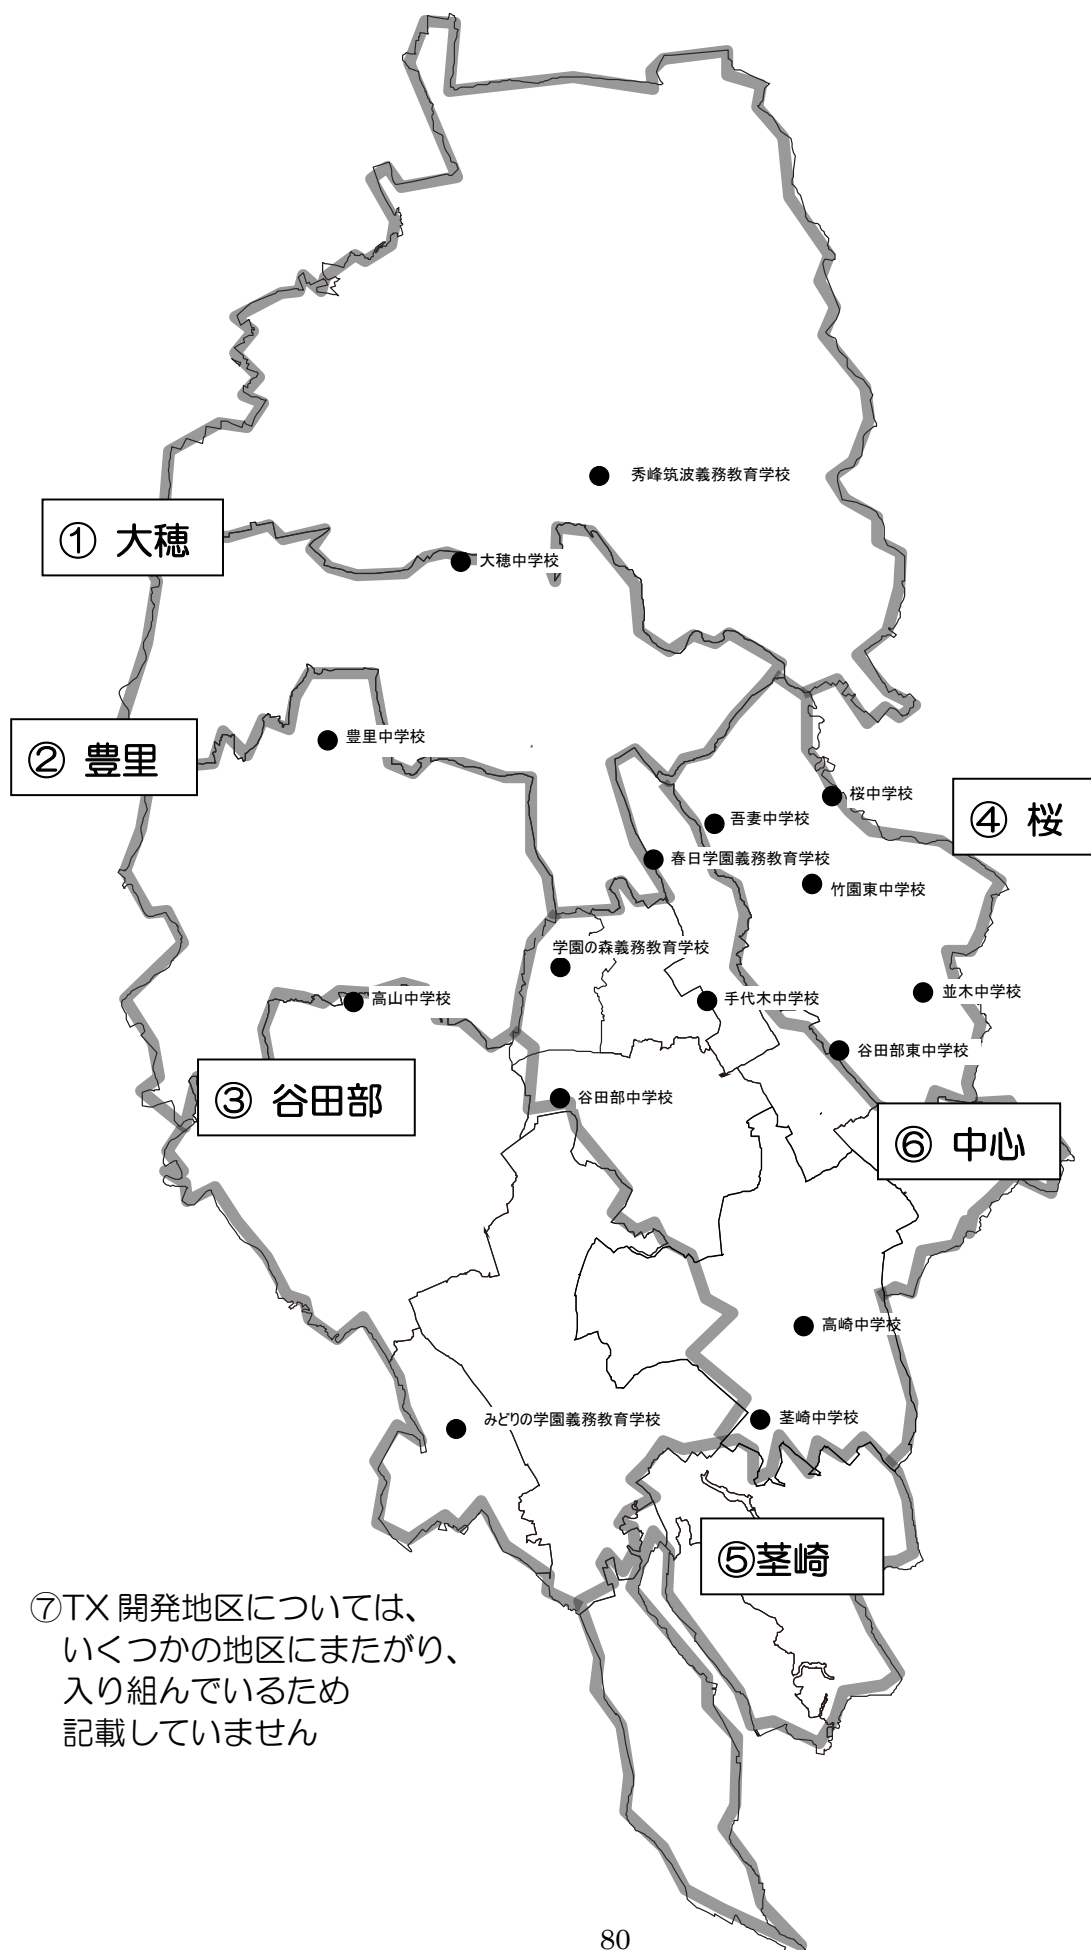 秀峰筑波義務教育学校
① 大穂
大穂中学校
② 豊里
豊里中学校
桜中学校
④ 桜
吾妻中学校
春日学園義務教育学校
竹園東中学校
学園の森義務教育学校
高山中学校
手代木中学校
並木中学校
谷田部東中学校
③ 谷田部
谷田部中学校
⑥ 中心
高崎中学校
みどりの学園義務教育学校
茎崎中学校
⑤茎崎
⑦TX 開発地区については、
いくつかの地区にまたがり、
入り組んでいるため
記載していません
80